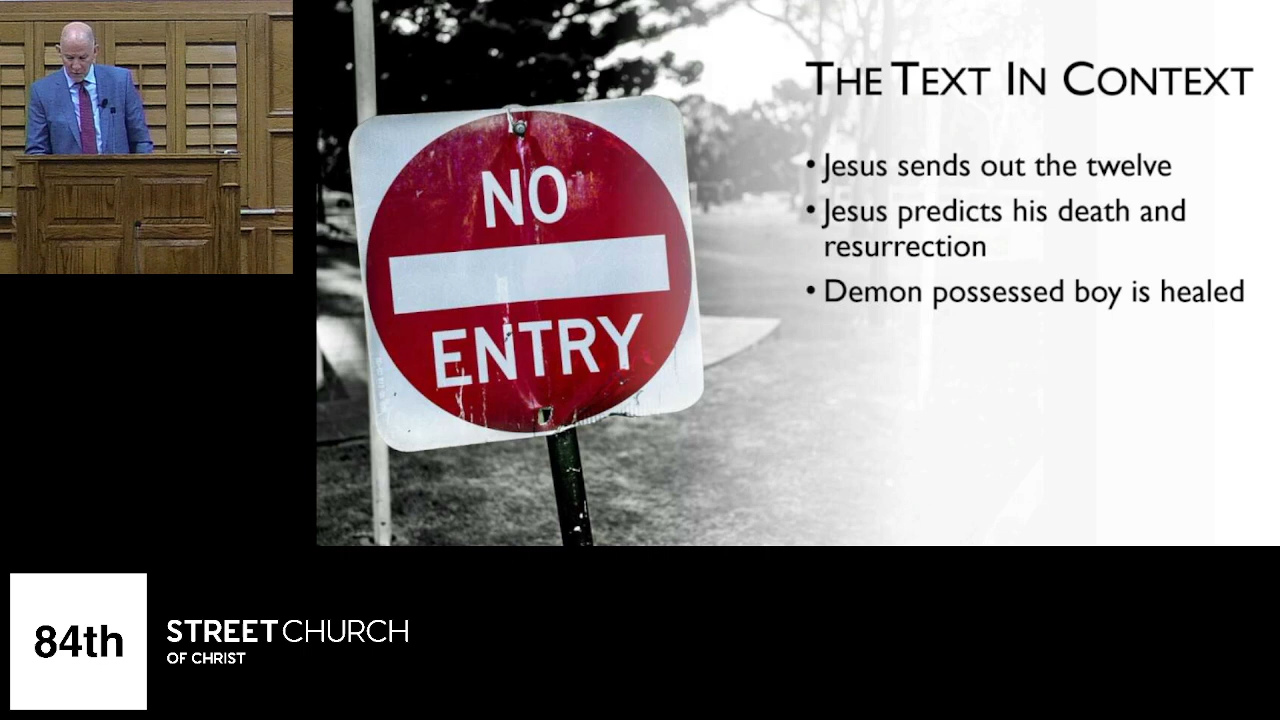 THE TEXT IN CONTEXT
• Jesus sends out the twelve
• Jesus predicts his death and
resurrection
• Demon possessed boy is healed
NO
ENTRY
84th
STREET CHURCH
OF CHRIST